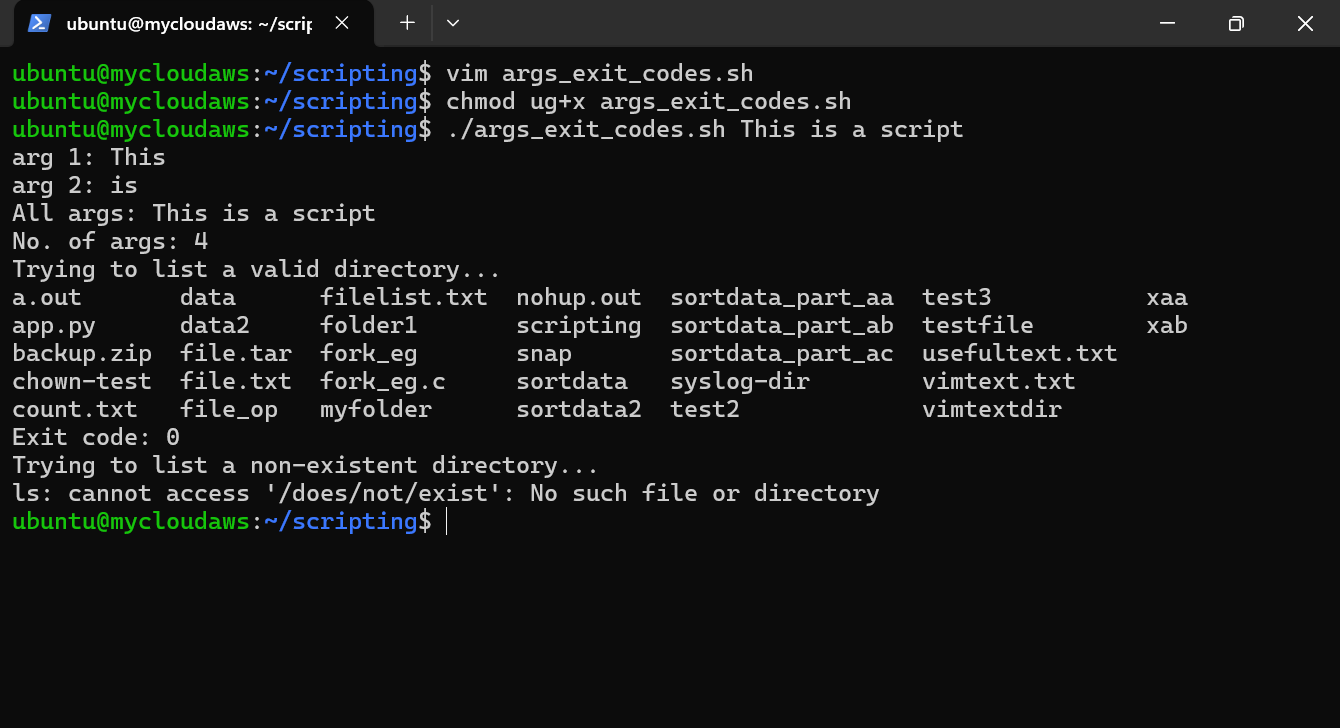 ubuntu@mycloudaws: ~/scrip
ubuntu@mycloudaws:~/scripting$ vim args_exit_codes.sh
ubuntu@mycloudaws:~/scripting$ chmod ug+x args_exit_codes.sh
ubuntu@mycloudaws:~/scripting$ ./args_exit_codes.sh This is a script
arg 1: This
arg 2: is
All args: This is a script
No. of args: 4
Trying to list a valid directory...
a.out       data      filelist.txt  nohup.out  sortdata_part_aa  test3           xaa
app.py      data2     folder1       scripting  sortdata_part_ab  testfile        xab
backup.zip  file.tar  fork_eg       snap       sortdata_part_ac  usefultext.txt
chown-test  file.txt  fork_eg.c     sortdata   syslog-dir        vimtext.txt
count.txt   file_op   myfolder      sortdata2  test2             vimtextdir
Exit code: 0
Trying to list a non-existent directory...
ls: cannot access '/does/not/exist': No such file or directory
ubuntu@mycloudaws:~/scripting$